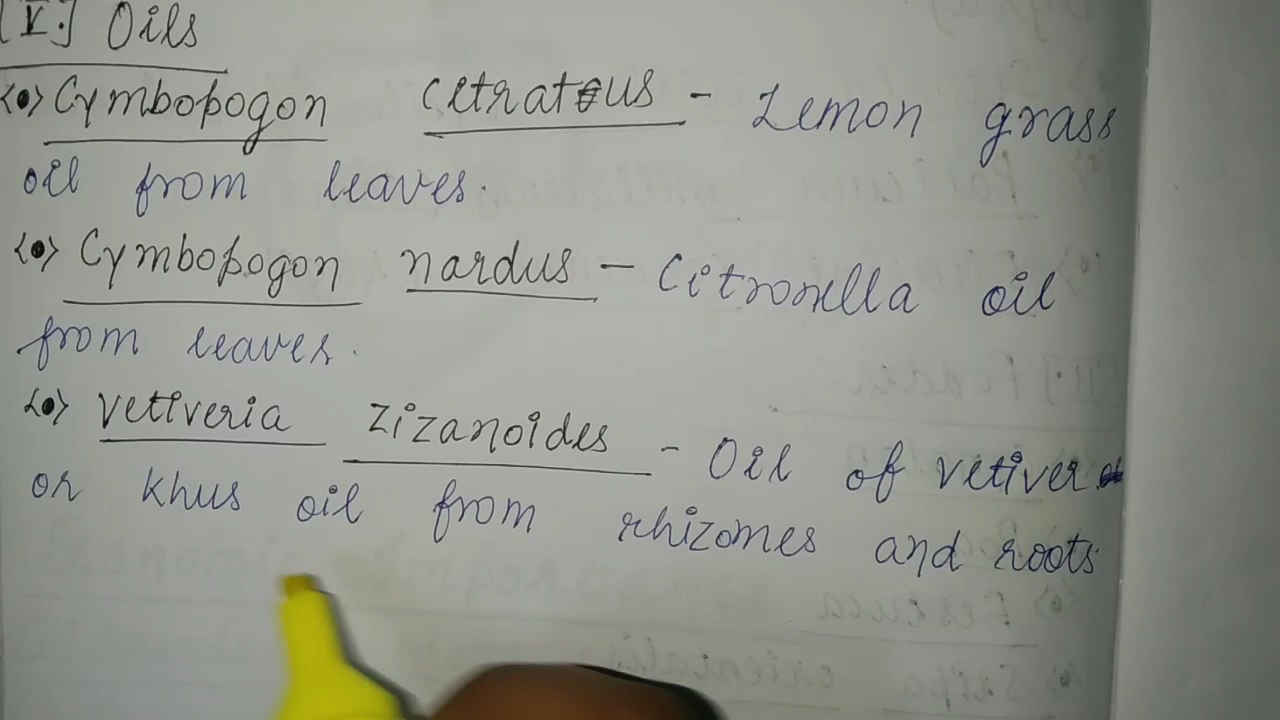 [V.] Oils
<•> Cymbopogon citratus - Lemon grass
oil from leaves.
<•> Cymbopogon nardus - Citronella oil
from leaves.
<•> Vetiveria zizanoides - Oil of vetiver
or khus oil from rhizomes and roots